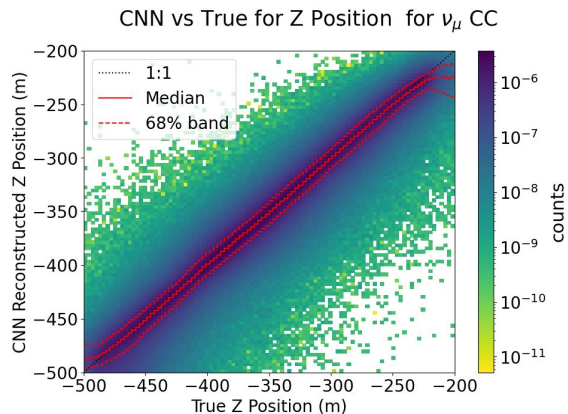 CNN vs True for Z Position for ν_μ CC
1:1
Median
68% band
CNN Reconstructed Z Position (m)
−200
−250
−300
−350
−400
−450
−500
−500 −450 −400 −350 −300 −250 −200
True Z Position (m)
10⁻⁶
10⁻⁷
10⁻⁸
10⁻⁹
10⁻¹⁰
10⁻¹¹
counts